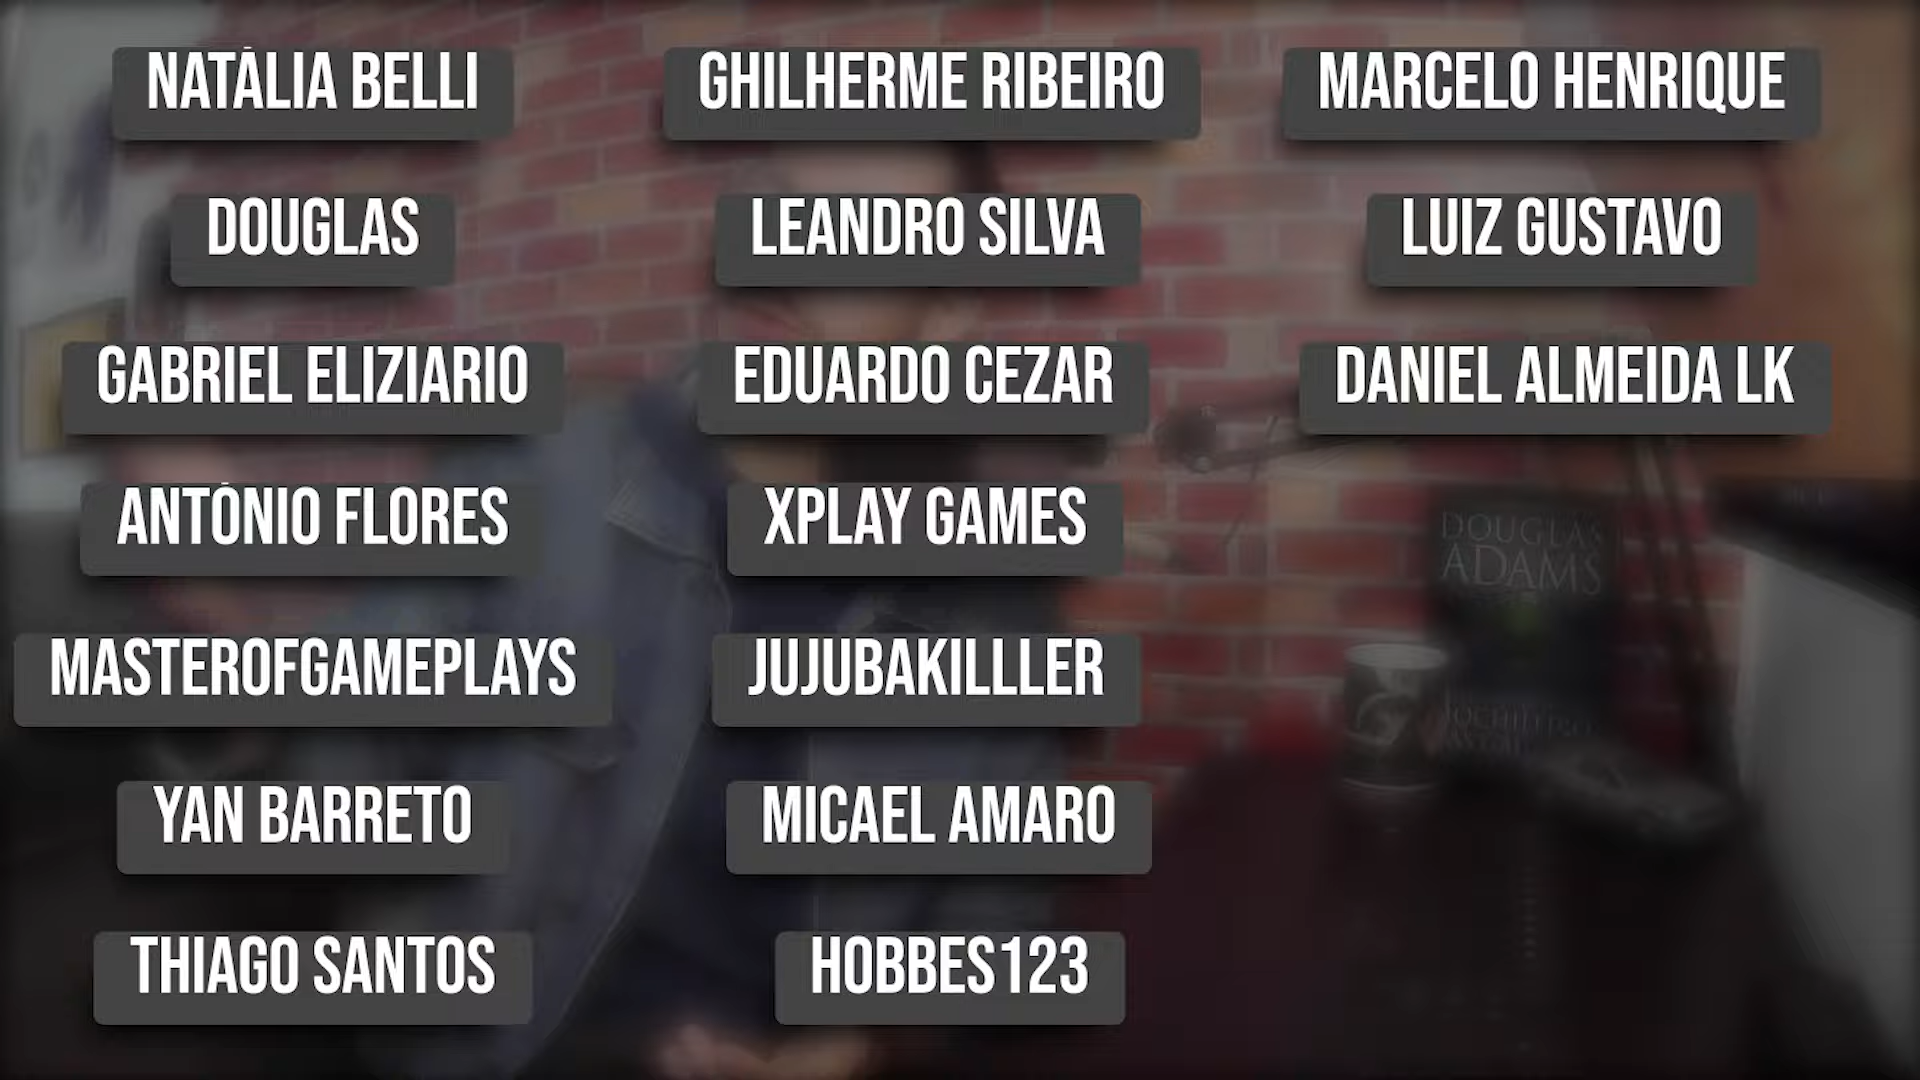 NATÁLIA BELLI
GHILHERME RIBEIRO
MARCELO HENRIQUE
DOUGLAS
LEANDRO SILVA
LUIZ GUSTAVO
GABRIEL ELIZIARIO
EDUARDO CEZAR
DANIEL ALMEIDA LK
ANTÔNIO FLORES
XPLAY GAMES
MASTEROFGAMEPLAYS
JUJUBAKILLLER
YAN BARRETO
MICAEL AMARO
THIAGO SANTOS
HOBBES123
DOUGLAS
ADAMS